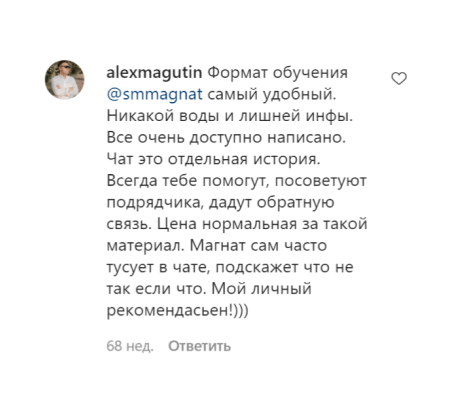 alexmagutin Формат обучения
@smmagnat самый удобный.
Никакой воды и лишней инфы.
Все очень доступно написано.
Чат это отдельная история.
Всегда тебе помогут, посоветуют
подрядчика, дадут обратную
связь. Цена нормальная за такой
материал. Магнат сам часто
тусует в чате, подскажет что не
так если что. Мой личный
рекомендасьен!)))
68 нед. Ответить